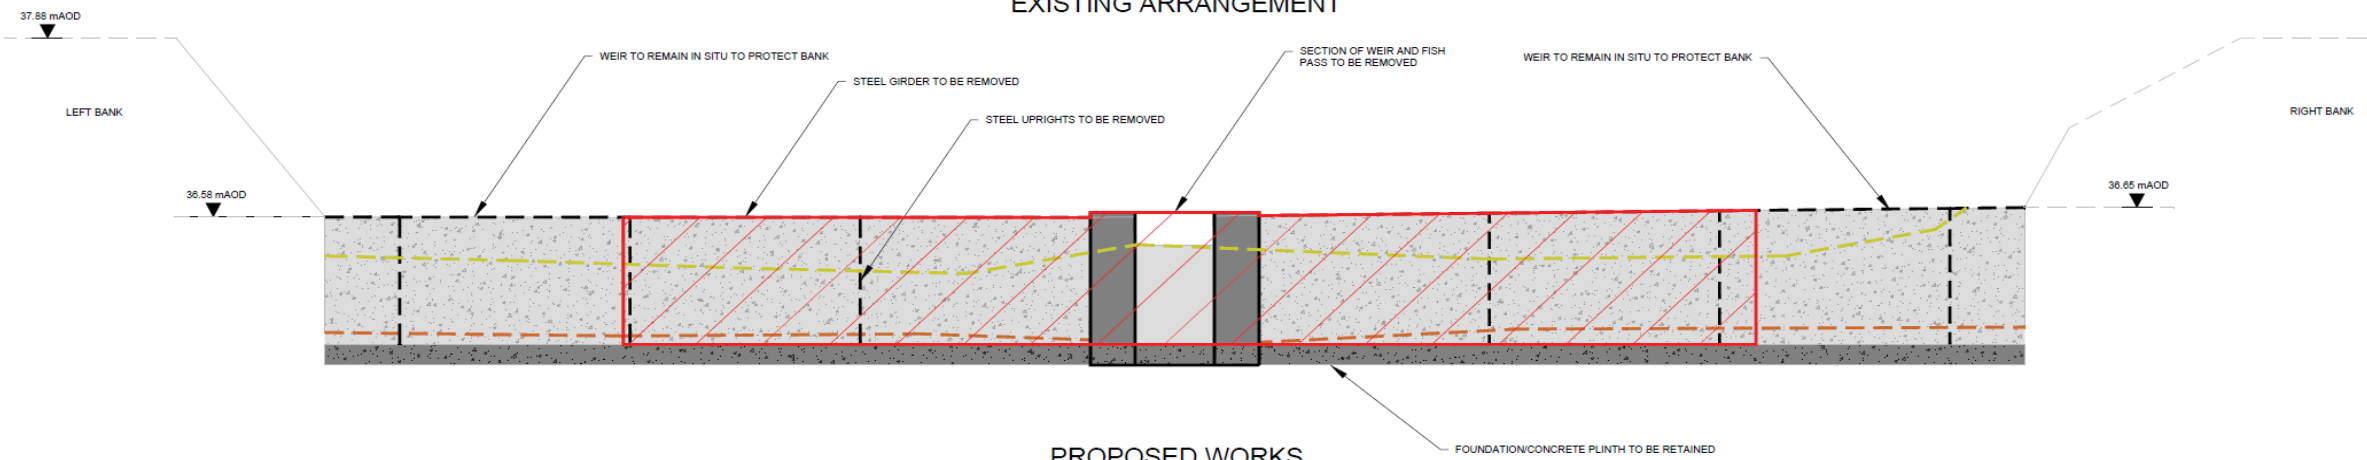 EXISTING ARRANGEMENT
37.88 mAOD
WEIR TO REMAIN IN SITU TO PROTECT BANK
SECTION OF WEIR AND FISH
PASS TO BE REMOVED
WEIR TO REMAIN IN SITU TO PROTECT BANK
STEEL GIRDER TO BE REMOVED
LEFT BANK
STEEL UPRIGHTS TO BE REMOVED
RIGHT BANK
36.58 mAOD
36.65 mAOD
FOUNDATION/CONCRETE PLINTH TO BE RETAINED
PROPOSED WORKS